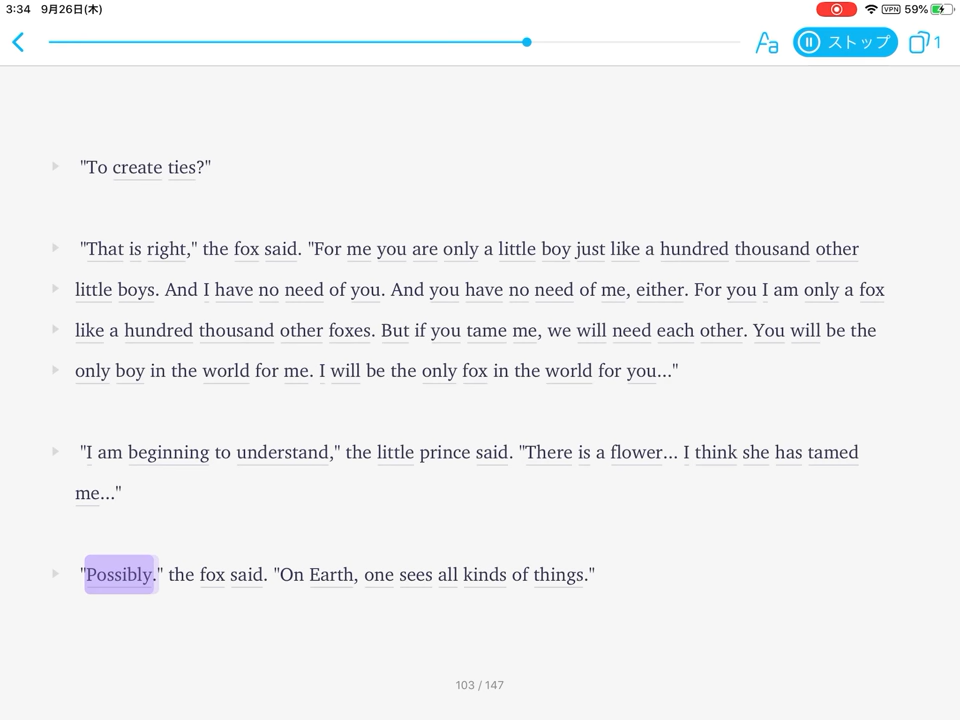 3:34 9月26日(木) VPN 59%
Aa ストップ 1
"To create ties?"
"That is right," the fox said. "For me you are only a little boy just like a hundred thousand other
little boys. And I have no need of you. And you have no need of me, either. For you I am only a fox
like a hundred thousand other foxes. But if you tame me, we will need each other. You will be the
only boy in the world for me. I will be the only fox in the world for you..."
"I am beginning to understand," the little prince said. "There is a flower... I think she has tamed
me..."
"Possibly." the fox said. "On Earth, one sees all kinds of things."
103 / 147